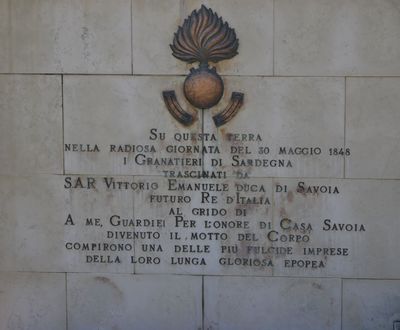 SU QUESTA TERRA
NELLA RADIOSA GIORNATA DEL 30 MAGGIO 1848
I GRANATIERI DI SARDEGNA
TRASCINATI DA
S.A.R. VITTORIO EMANUELE DUCA DI SAVOIA
FUTURO RE D'ITALIA
AL GRIDO DI
A ME, GUARDIE! PER L'ONORE DI CASA SAVOIA
DIVENUTO IL MOTTO DEL CORPO
COMPIRONO UNA DELLE PIÙ FULGIDE IMPRESE
DELLA LORO LUNGA GLORIOSA EPOPEA